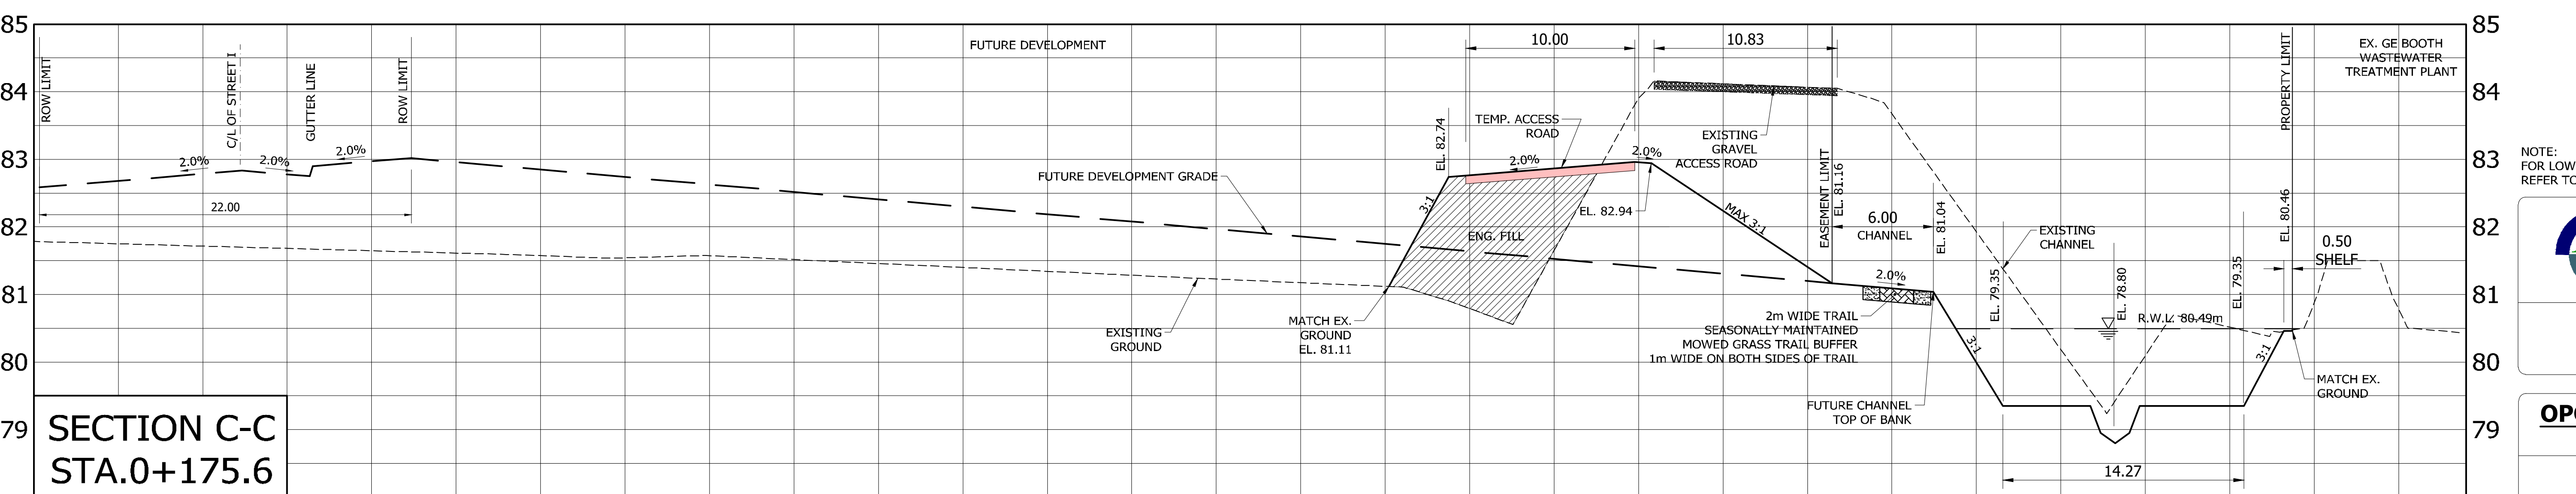 85
84
83
82
81
80
79
ROW LIMIT
C/L OF STREET I
GUTTER LINE
ROW LIMIT
2.0%
2.0%
2.0%
22.00
FUTURE DEVELOPMENT
FUTURE DEVELOPMENT GRADE
EXISTING
GROUND
MATCH EX.
GROUND
EL. 81.11
3:1
EL. 82.74
TEMP. ACCESS
ROAD
2.0%
ENG. FILL
10.00
2.0%
EL. 82.94
10.83
EXISTING
GRAVEL
ACCESS ROAD
MAX 3:1
EASEMENT LIMIT
EL. 81.16
6.00
CHANNEL
EL. 81.04
2.0%
2m WIDE TRAIL
SEASONALLY MAINTAINED
MOWED GRASS TRAIL BUFFER
1m WIDE ON BOTH SIDES OF TRAIL
FUTURE CHANNEL
TOP OF BANK
3:1
EL. 79.35
EXISTING
CHANNEL
EL. 78.80
R.W.L. 80.49m
14.27
EL. 79.35
3:1
EL. 80.46
PROPERTY LIMIT
0.50
SHELF
MATCH EX.
GROUND
EX. GE BOOTH
WASTEWATER
TREATMENT PLANT
85
84
83
82
81
80
79
SECTION C-C
STA.0+175.6
NOTE:
FOR LOW
REFER TO